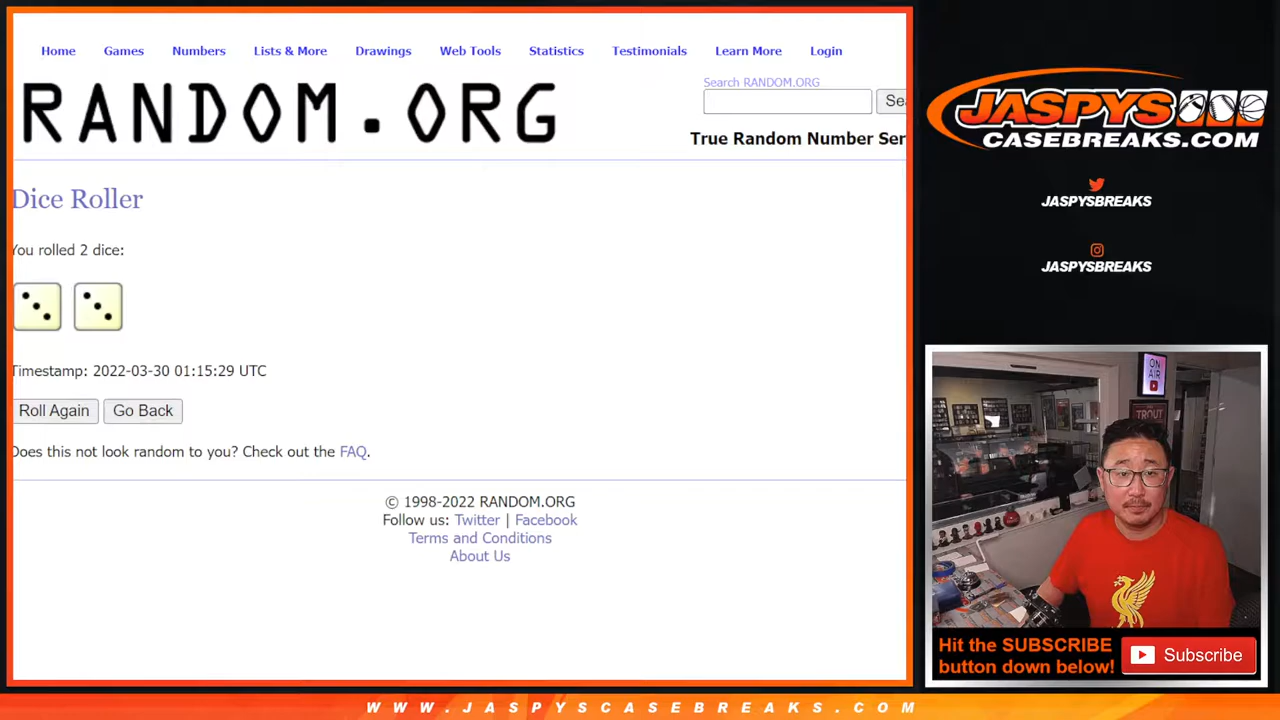 Home Games Numbers Lists & More Drawings Web Tools Statistics Testimonials Learn More Login
Search RANDOM.ORG
RANDOM.ORG
True Random Number Ser
Dice Roller
You rolled 2 dice:
Timestamp: 2022-03-30 01:15:29 UTC
Roll Again Go Back
Does this not look random to you? Check out the FAQ.
© 1998-2022 RANDOM.ORG
Follow us: Twitter | Facebook
Terms and Conditions
About Us
JASPYS
CASEBREAKS.COM
JASPYSBREAKS
JASPYSBREAKS
ON
AIR
TROUT
Hit the SUBSCRIBE
button down below!
Subscribe
WWW.JASPYSCASEBREAKS.COM